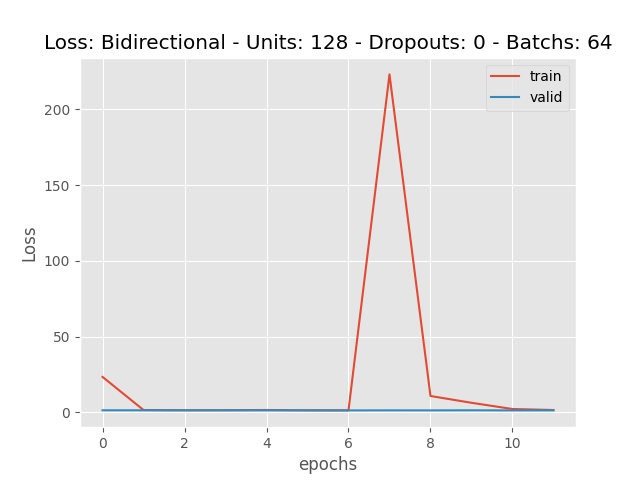 Loss: Bidirectional - Units: 128 - Dropouts: 0 - Batchs: 64
train
valid
200
150
100
50
0
Loss
0 2 4 6 8 10
epochs